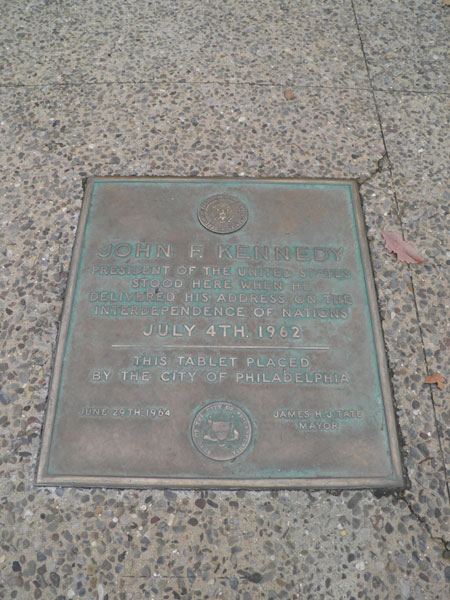 JOHN F. KENNEDY
PRESIDENT OF THE UNITED STATES
STOOD HERE WHEN HE
DELIVERED HIS ADDRESS ON THE
INTERDEPENDENCE OF NATIONS
JULY 4TH, 1962
THIS TABLET PLACED
BY THE CITY OF PHILADELPHIA
JUNE 29TH, 1964
JAMES H. J. TATE
MAYOR